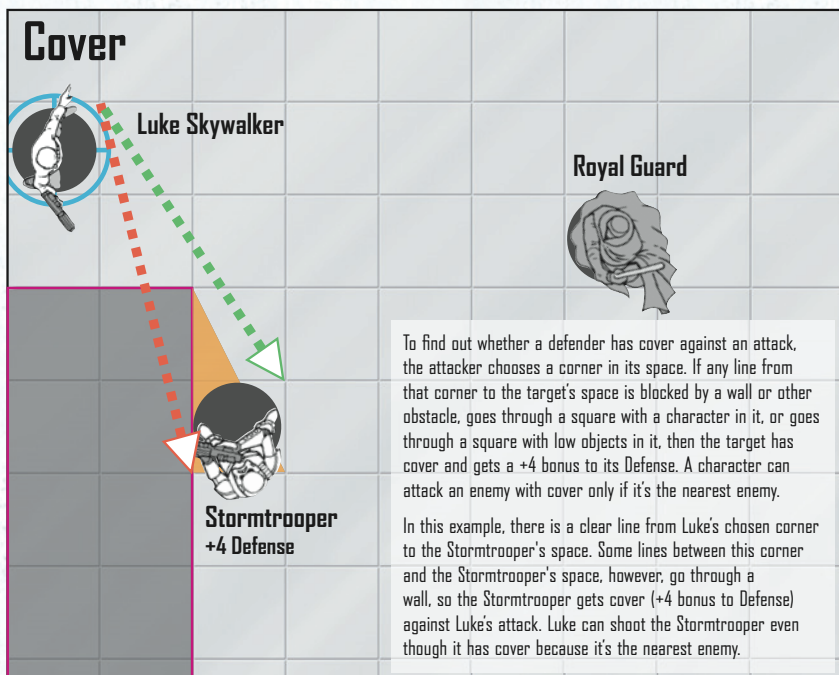 Cover
Luke Skywalker
Royal Guard
To find out whether a defender has cover against an attack,
the attacker chooses a corner in its space. If any line from
that corner to the target's space is blocked by a wall or other
obstacle, goes through a square with a character in it, or goes
through a square with low objects in it, then the target has
cover and gets a +4 bonus to its Defense. A character can
attack an enemy with cover only if it's the nearest enemy.
In this example, there is a clear line from Luke's chosen corner
to the Stormtrooper's space. Some lines between this corner
and the Stormtrooper's space, however, go through a
wall, so the Stormtrooper gets cover (+4 bonus to Defense)
against Luke's attack. Luke can shoot the Stormtrooper even
though it has cover because it's the nearest enemy.
Stormtrooper
+4 Defense